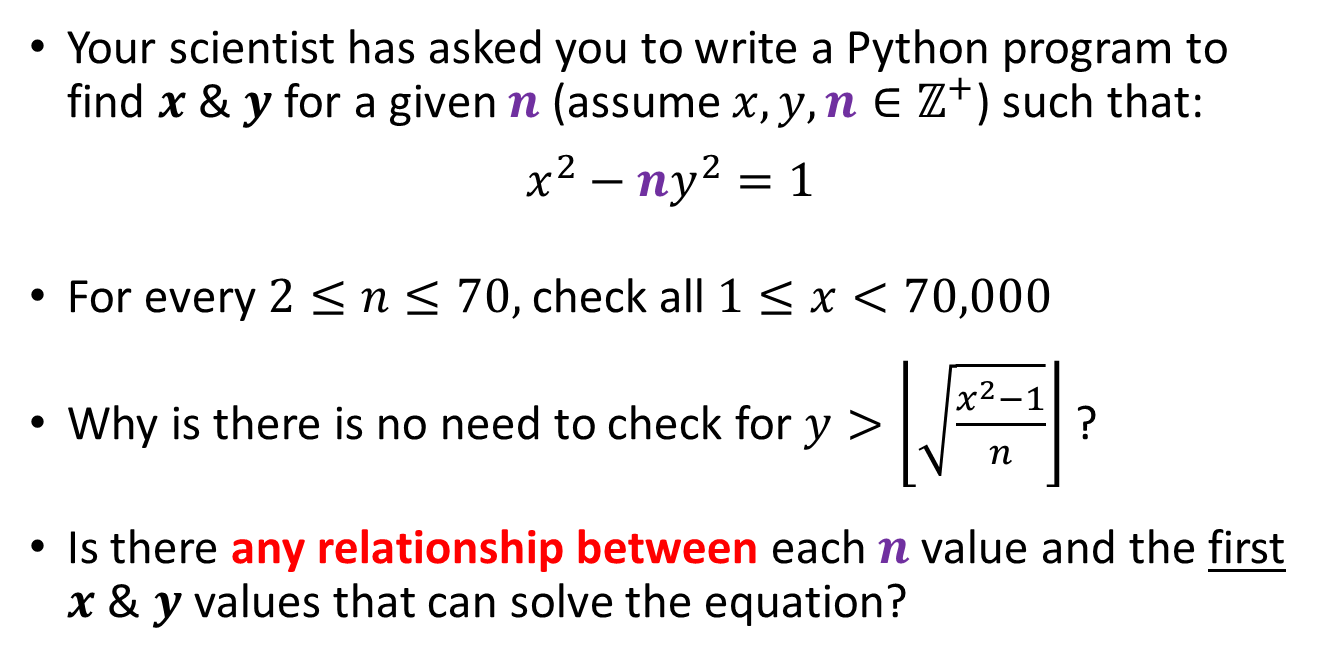 • Your scientist has asked you to write a Python program to
find x & y for a given n (assume x, y, n ∈ ℤ⁺) such that:
x² − ny² = 1
• For every 2 ≤ n ≤ 70, check all 1 ≤ x < 70,000
• Why is there is no need to check for y > ⌊√((x²−1)/n)⌋ ?
• Is there any relationship between each n value and the first
x & y values that can solve the equation?